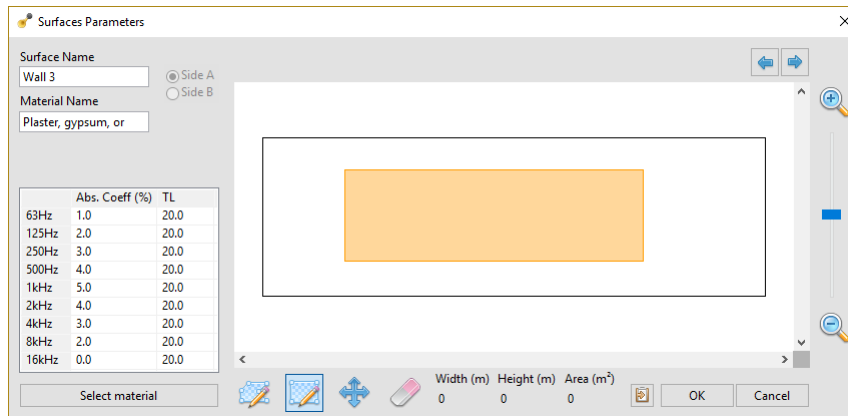 Surfaces Parameters
Surface Name
Wall 3
Side A
Side B
Material Name
Plaster, gypsum, or
Abs. Coeff (%) TL
63Hz 1.0 20.0
125Hz 2.0 20.0
250Hz 3.0 20.0
500Hz 4.0 20.0
1kHz 5.0 20.0
2kHz 4.0 20.0
4kHz 3.0 20.0
8kHz 2.0 20.0
16kHz 0.0 20.0
Select material
Width (m) Height (m) Area (m²)
0 0 0
OK Cancel